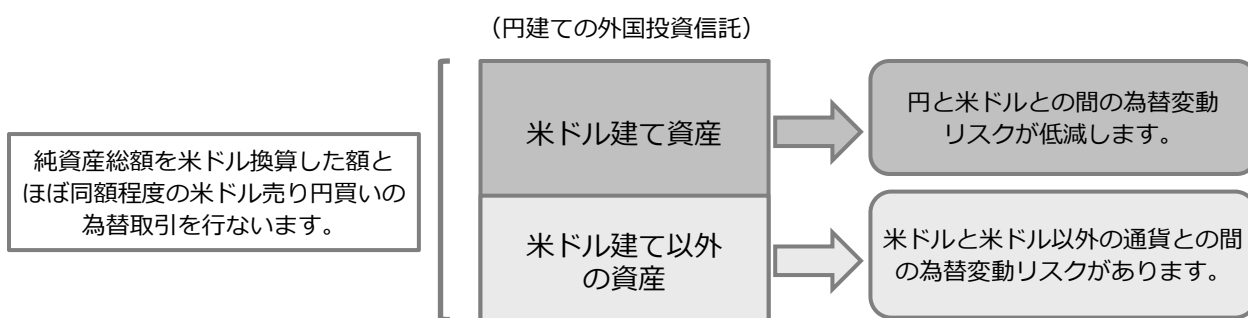 （円建ての外国投資信託）
純資産総額を米ドル換算した額と
ほぼ同額程度の米ドル売り円買いの
為替取引を行ないます。
米ドル建て資産
円と米ドルとの間の為替変動
リスクが低減します。
米ドル建て以外
の資産
米ドルと米ドル以外の通貨との間
の為替変動リスクがあります。